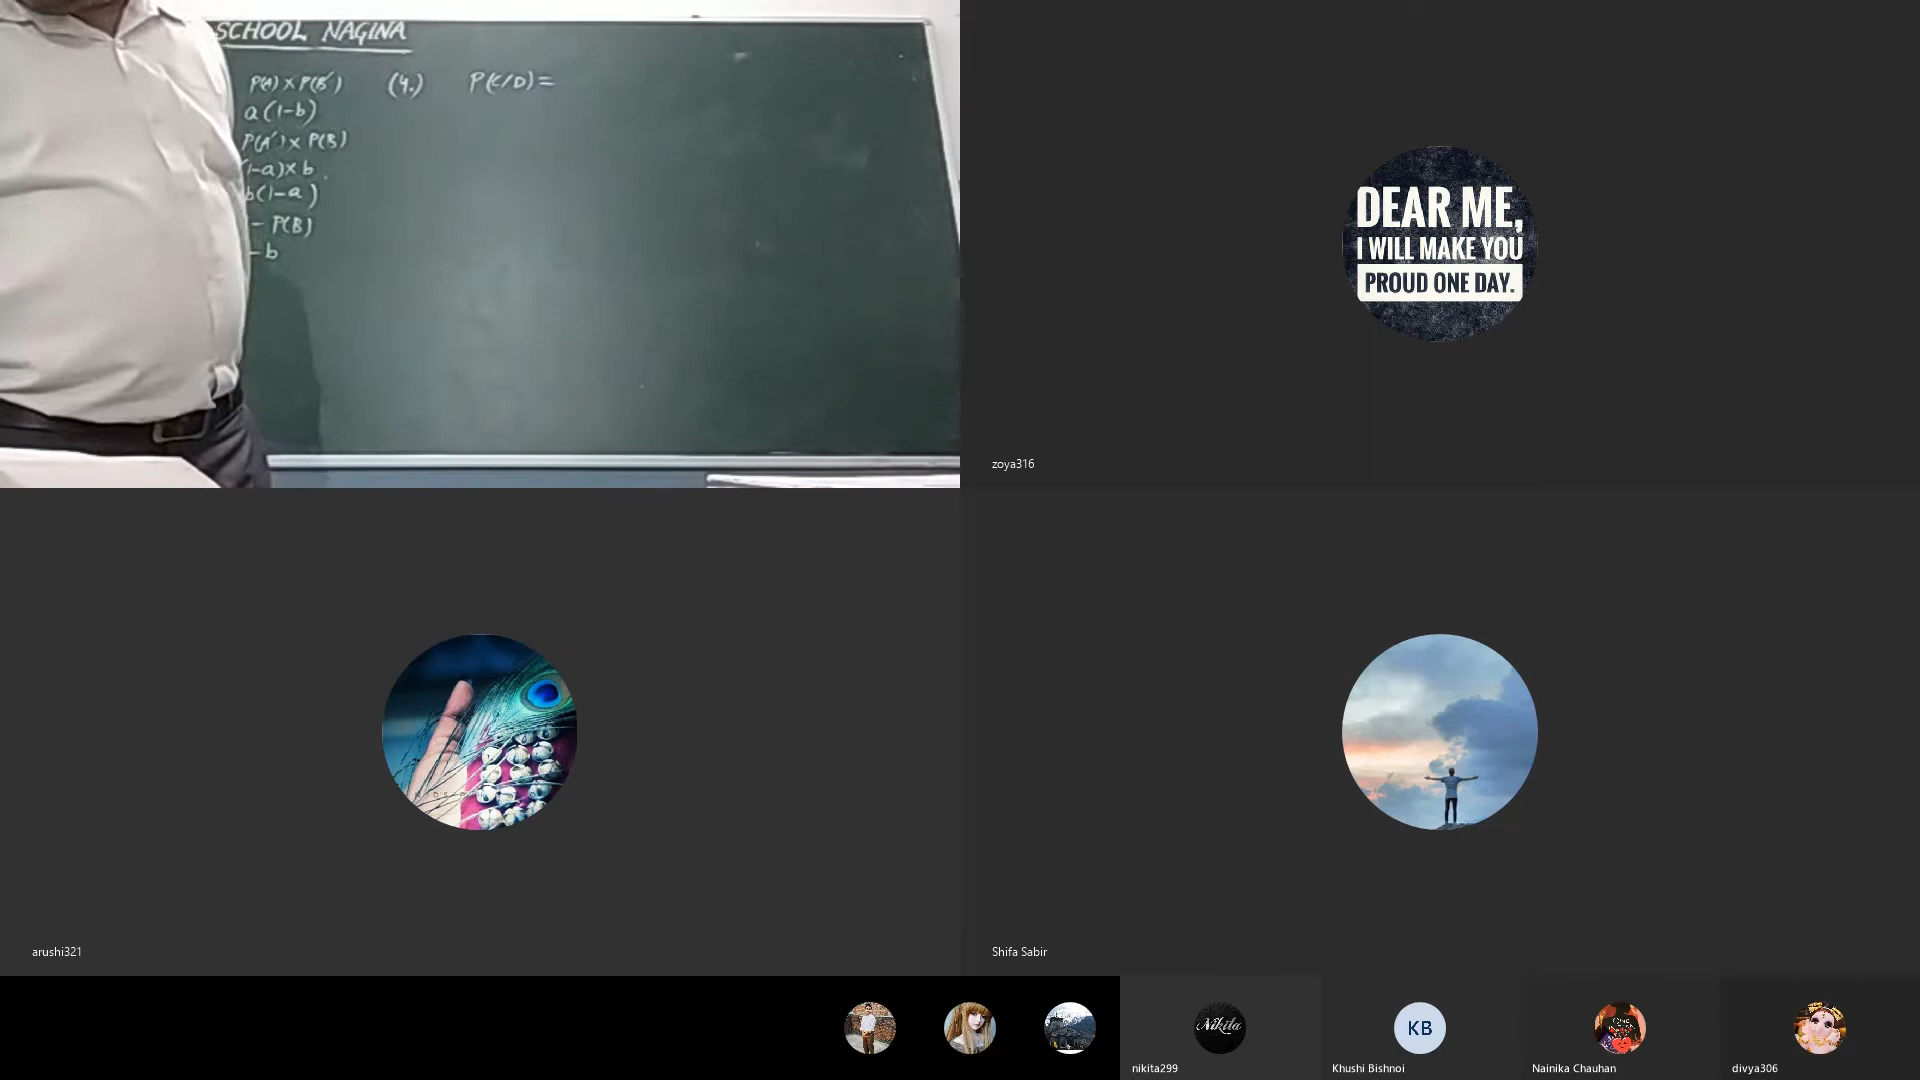 SCHOOL NAGINA
P(A) × P(B') (4.) P(C/D) =
a(1-b)
P(A') × P(B)
1-a) × b
b(1-a)
- P(B)
- b
DEAR ME,
I WILL MAKE YOU
PROUD ONE DAY.
zoya316
arushi321
Shifa Sabir
Nikita
KB
nikita299
Khushi Bishnoi
Nainika Chauhan
divya306